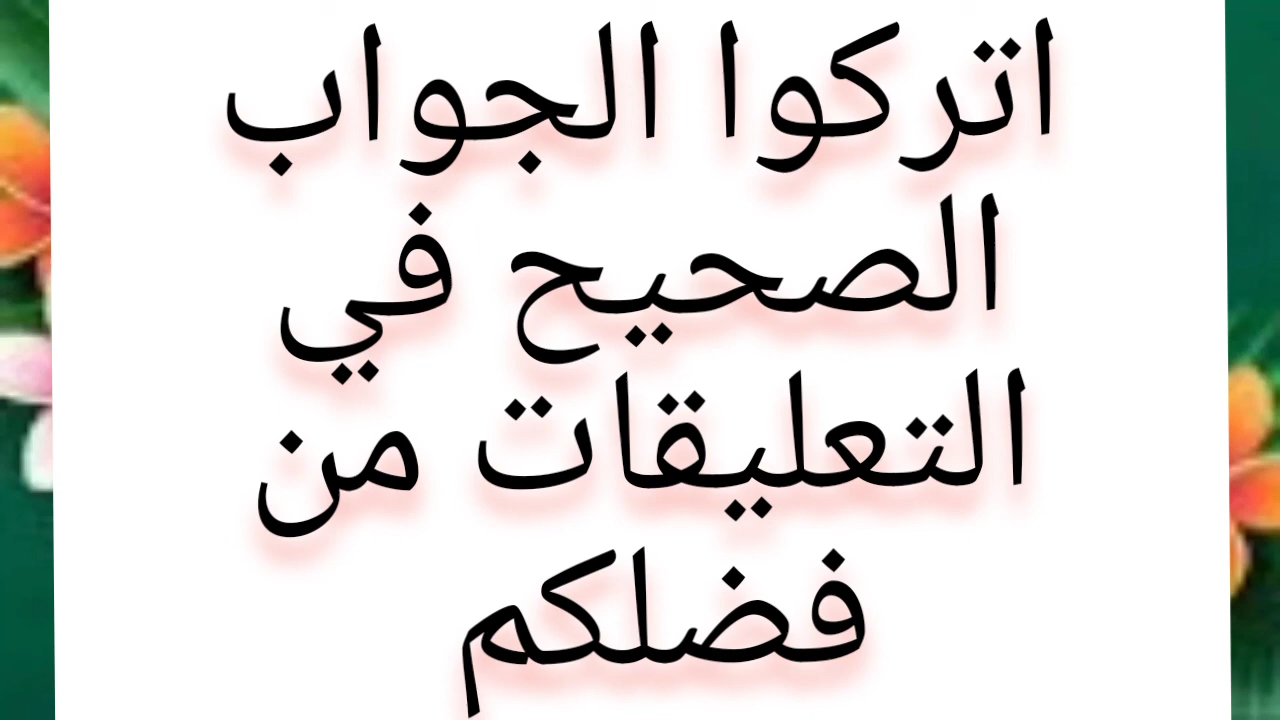 اتركوا الجواب
الصحيح في
التعليقات من
فضلكم